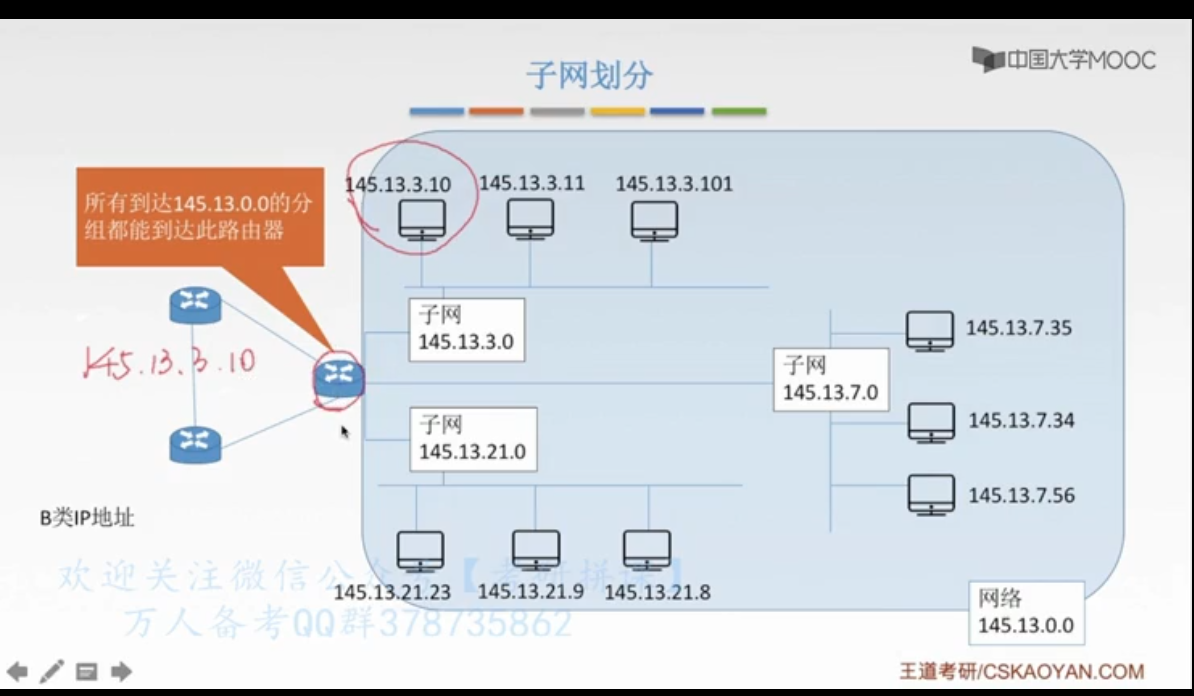 中国大学MOOC
子网划分
所有到达145.13.0.0的分
组都能到达此路由器
145.13.3.10
145.13.3.11
145.13.3.101
子网
145.13.3.0
145.13.3.10
子网
145.13.7.0
145.13.7.35
145.13.7.34
145.13.7.56
子网
145.13.21.0
B类IP地址
145.13.21.23
145.13.21.9
145.13.21.8
欢迎关注微信公众号【考研拼课】
万人备考QQ群378735862
网络
145.13.0.0
王道考研/CSKAOYAN.COM